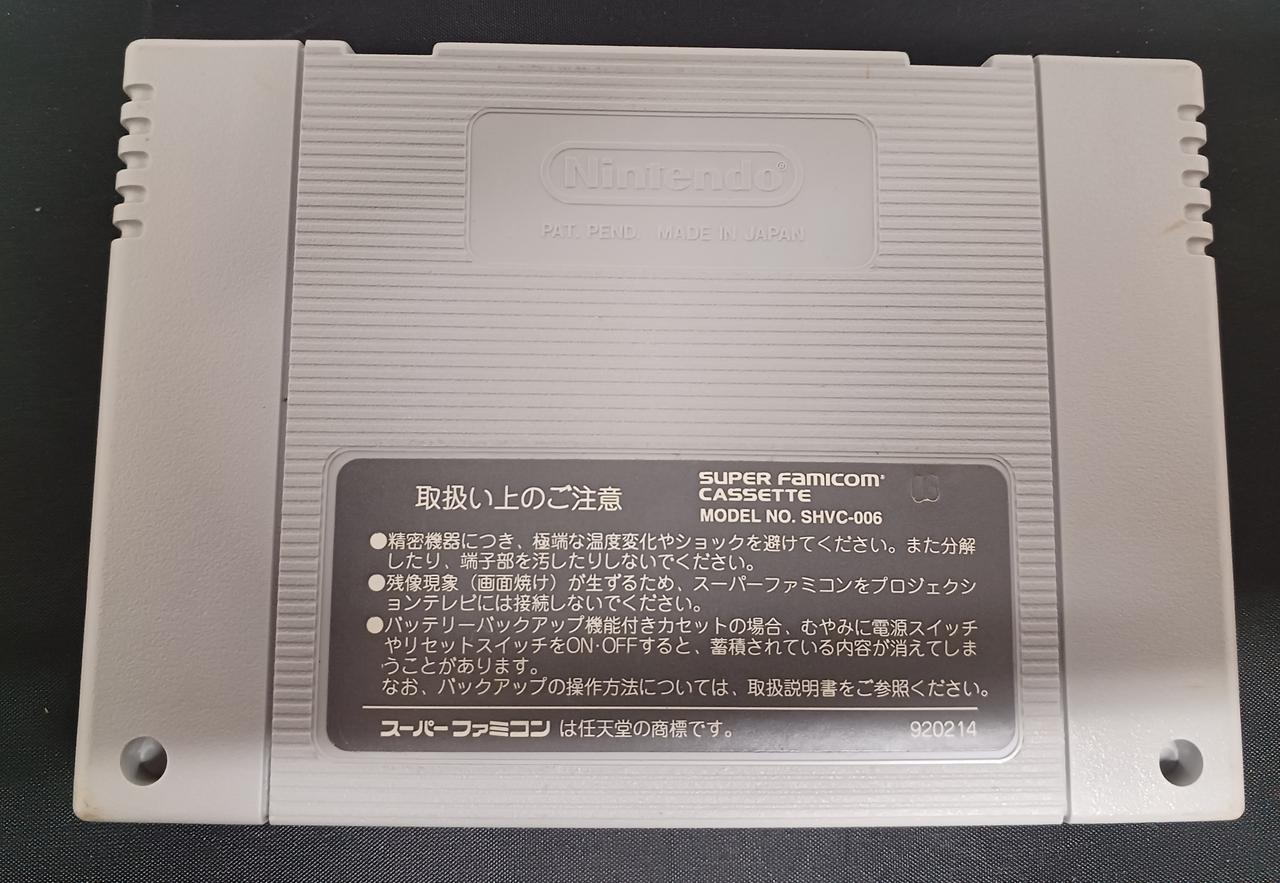 Nintendo®
PAT. PEND. MADE IN JAPAN
取扱い上のご注意
SUPER FAMICOM®
CASSETTE
MODEL NO. SHVC-006
●精密機器につき、極端な温度変化やショックを避けてください。また分解
したり、端子部を汚したりしないでください。
●残像現象（画面焼け）が生ずるため、スーパーファミコンをプロジェクシ
ョンテレビには接続しないでください。
●バッテリーバックアップ機能付きカセットの場合、むやみに電源スイッチ
やリセットスイッチをON·OFFすると、蓄積されている内容が消えてしま
うことがあります。
なお、バックアップの操作方法については、取扱説明書をご参照ください。
スーパーファミコン は任天堂の商標です。
920214